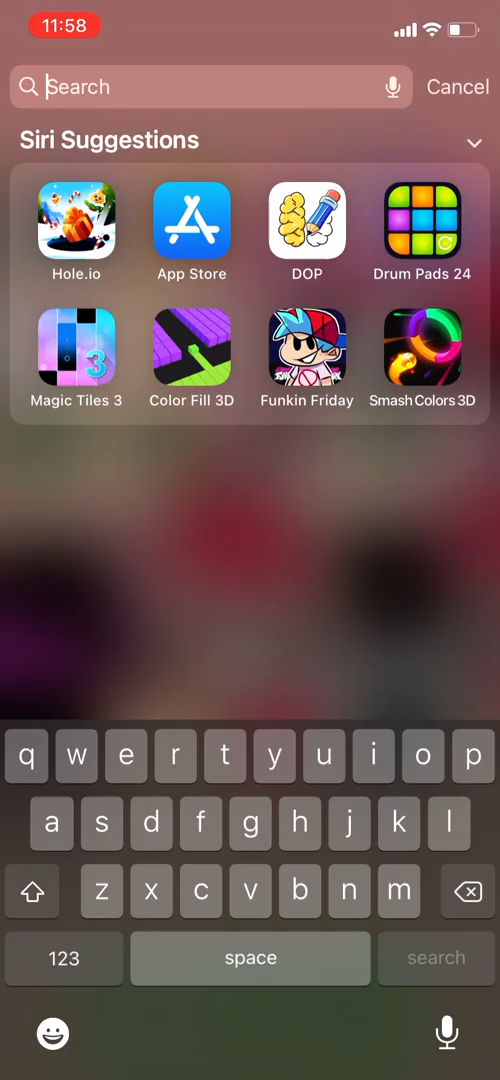 11:58
Search
Cancel
Siri Suggestions
Hole.io
App Store
DOP
Drum Pads 24
3
Magic Tiles 3
Color Fill 3D
Funkin Friday
Smash Colors 3D
q w e r t y u i o p
a s d f g h j k l
z x c v b n m
123
space
search